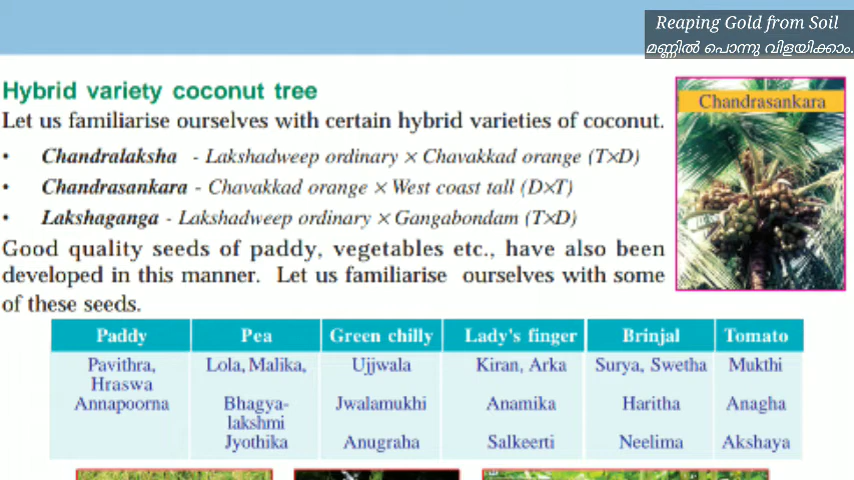 Reaping Gold from Soil
മണ്ണിൽ പൊന്നു വിളയിക്കാം.
Hybrid variety coconut tree
Let us familiarise ourselves with certain hybrid varieties of coconut.
• Chandralaksha - Lakshadweep ordinary × Chavakkad orange (T×D)
• Chandrasankara - Chavakkad orange × West coast tall (D×T)
• Lakshaganga - Lakshadweep ordinary × Gangabondam (T×D)
Chandrasankara
Good quality seeds of paddy, vegetables etc., have also been
developed in this manner. Let us familiarise ourselves with some
of these seeds.
Paddy Pea Green chilly Lady's finger Brinjal Tomato
Pavithra, Lola, Malika, Ujjwala Kiran, Arka Surya, Swetha Mukthi
Hraswa
Annapoorna Bhagya- Jwalamukhi Anamika Haritha Anagha
lakshmi
Jyothika Anugraha Salkeerti Neelima Akshaya